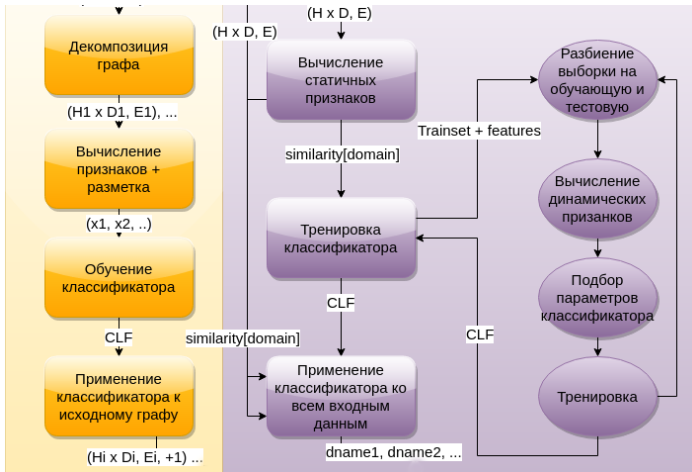 Декомпозиция
графа
(H1 x D1, E1), ...
Вычисление
признаков +
разметка
(x1, x2, ..)
Обучение
классификатора
CLF
Применение
классификатора к
исходному графу
(Hi x Di, Ei, +1) ...
(H x D, E)
(H x D, E)
Вычисление
статичных
признаков
similarity[domain]
Тренировка
классификатора
CLF
similarity[domain]
Применение
классификатора ко
всем входным
данным
dname1, dname2, ...
Trainset + features
CLF
Разбиение
выборки на
обучающую и
тестовую
Вычисление
динамических
призанков
Подбор
параметров
классификатора
Тренировка